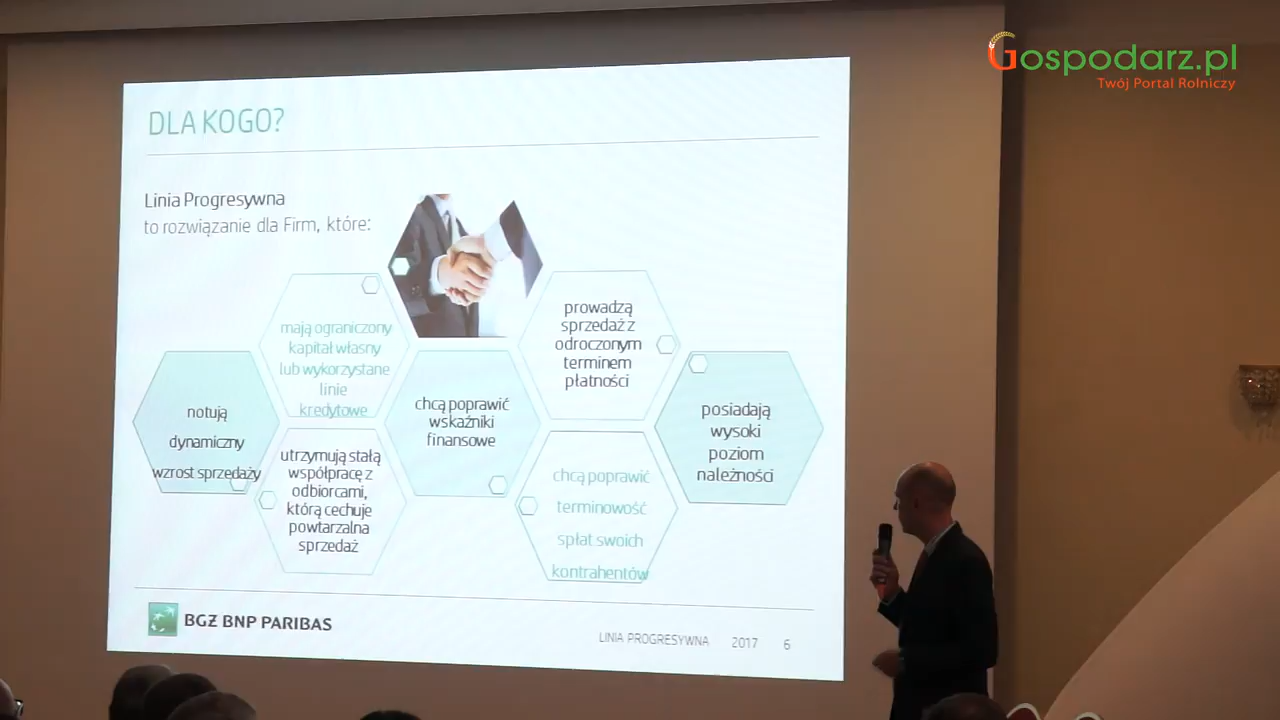 Gospodarz.pl
Twój Portal Rolniczy
DLA KOGO?
Linia Progresywna
to rozwiązanie dla Firm, które:
notują
dynamiczny
wzrost sprzedaży
mają ograniczony
kapitał własny
lub wykorzystane
linie
kredytowe
utrzymują stałą
współpracę z
odbiorcami,
którą cechuje
powtarzalna
sprzedaż
chcą poprawić
wskaźniki
finansowe
prowadzą
sprzedaż z
odroczonym
terminem
płatności
chcą poprawić
terminowość
spłat swoich
kontrahentów
posiadają
wysoki
poziom
należności
BGŻ BNP PARIBAS
LINIA PROGRESYWNA 2017 6